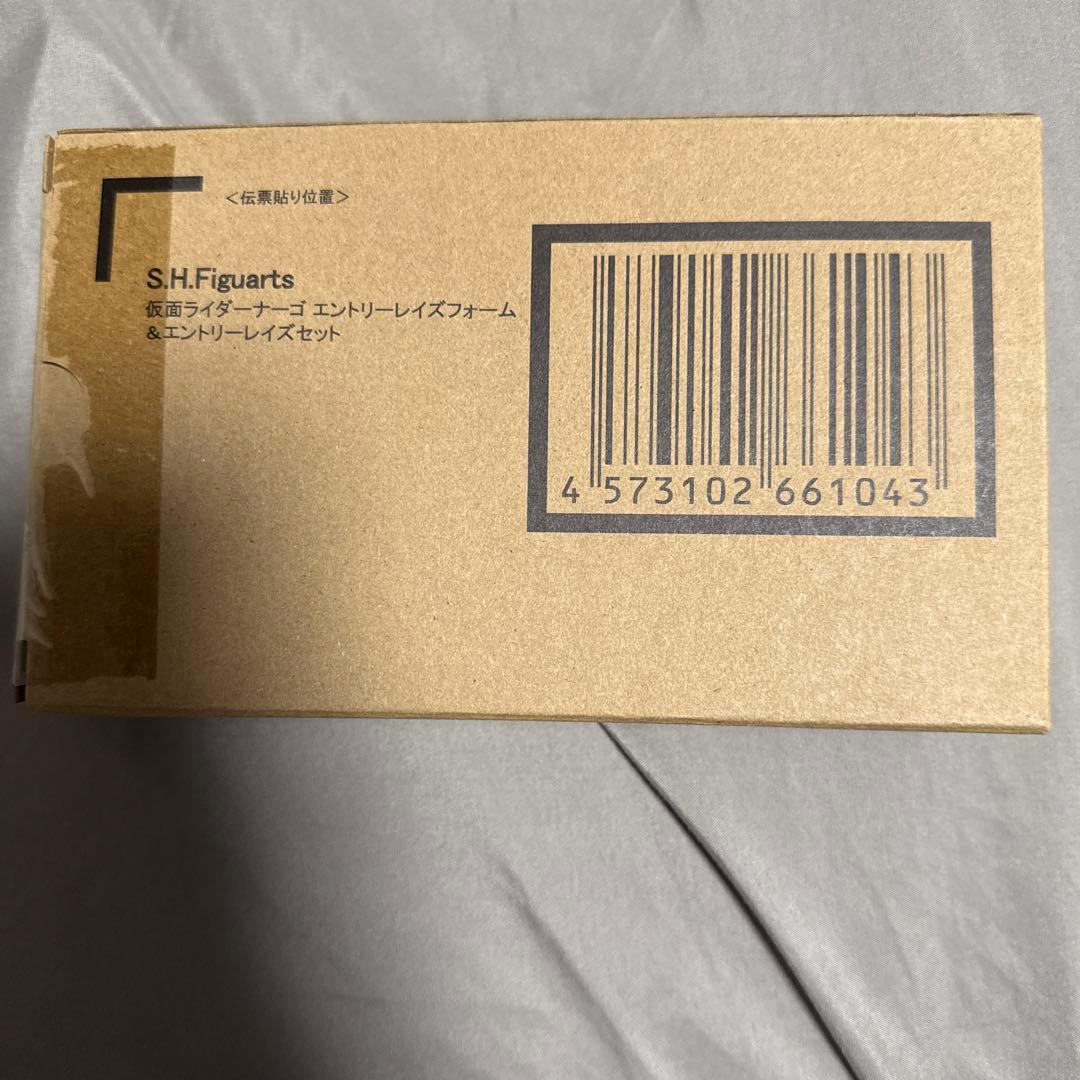 ＜伝票貼り位置＞
S.H.Figuarts
仮面ライダーナーゴ エントリーレイズフォーム
＆エントリーレイズセット
4 573102 661043